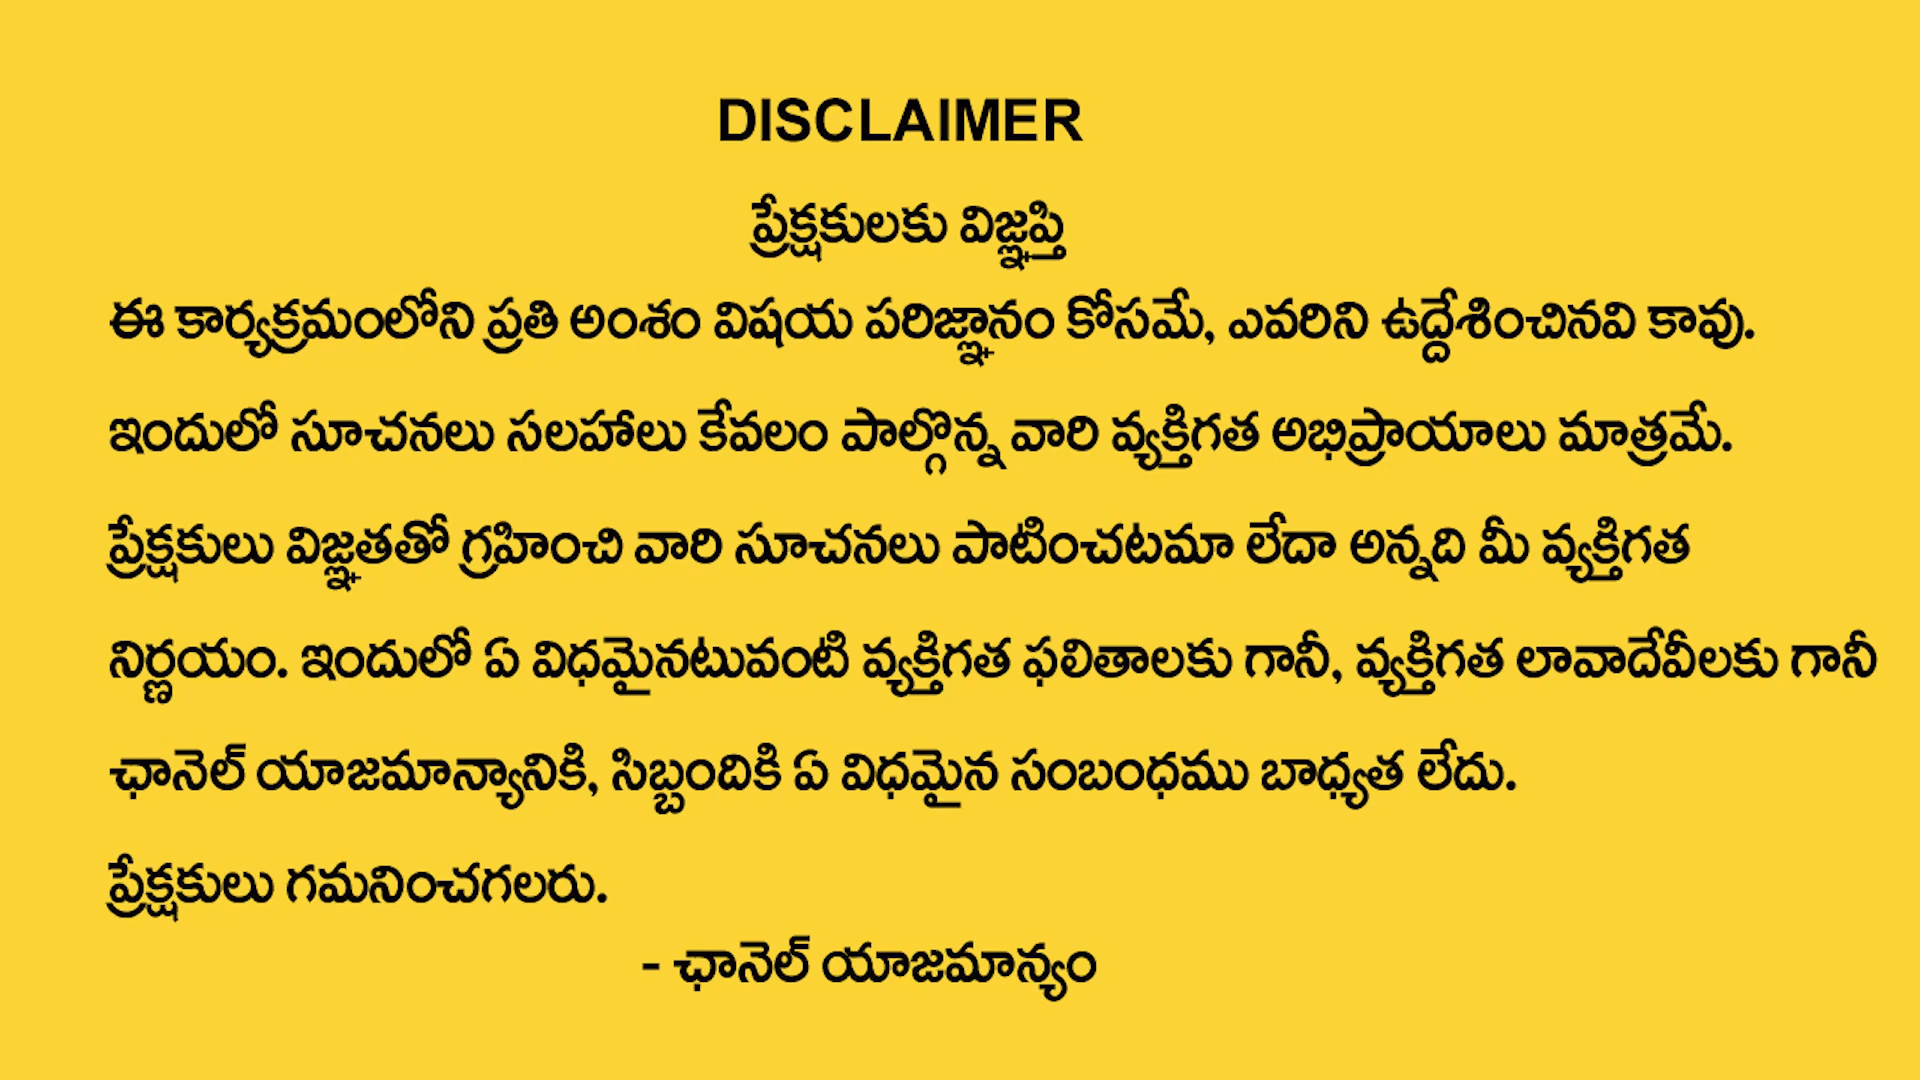 DISCLAIMER
ప్రేక్షకులకు విజ్ఞప్తి
ఈ కార్యక్రమంలోని ప్రతి అంశం విషయ పరిజ్ఞానం కోసమే, ఎవరిని ఉద్దేశించినవి కావు.
ఇందులో సూచనలు సలహాలు కేవలం పాల్గొన్న వారి వ్యక్తిగత అభిప్రాయాలు మాత్రమే.
ప్రేక్షకులు విజ్ఞతతో గ్రహించి వారి సూచనలు పాటించటమా లేదా అన్నది మీ వ్యక్తిగత
నిర్ణయం. ఇందులో ఏ విధమైనటువంటి వ్యక్తిగత ఫలితాలకు గానీ, వ్యక్తిగత లావాదేవీలకు గానీ
ఛానెల్ యాజమాన్యానికి, సిబ్బందికి ఏ విధమైన సంబంధము బాధ్యత లేదు.
ప్రేక్షకులు గమనించగలరు.
- ఛానెల్ యాజమాన్యం